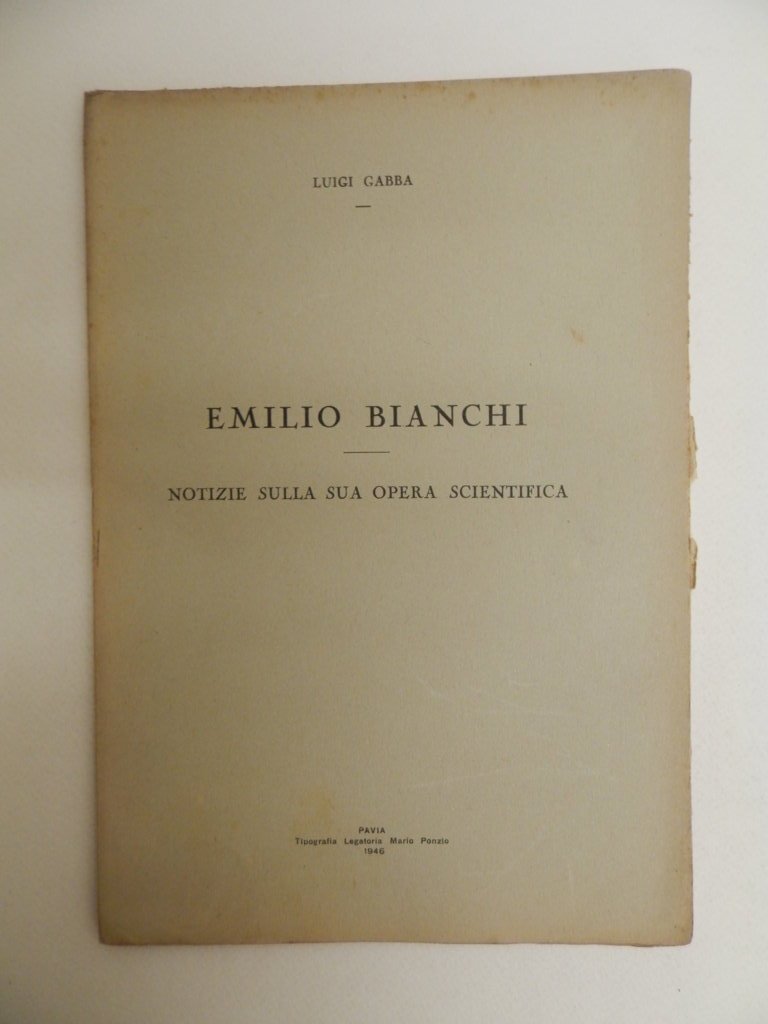 LUIGI GABBA
EMILIO BIANCHI
NOTIZIE SULLA SUA OPERA SCIENTIFICA
PAVIA
Tipografia Legatoria Mario Ponzio
1946